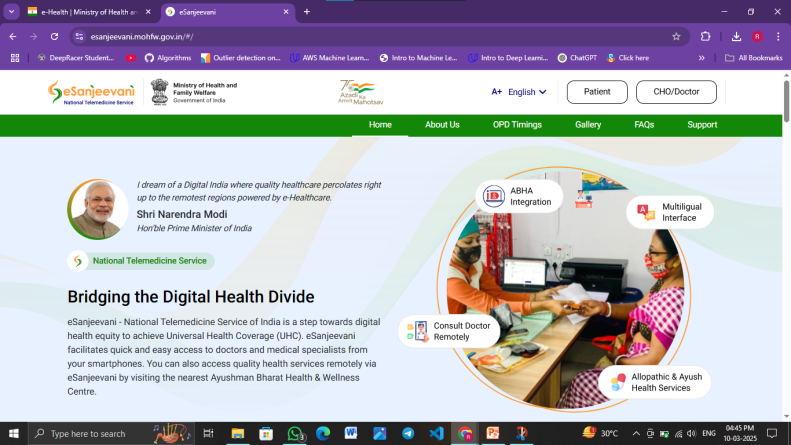 e-Health | Ministry of Health an
eSanjeevani
esanjeevani.mohfw.gov.in/#/
R
DeepRacer Student...
Algorithms
Outlier detection on...
AWS Machine Learn...
Intro to Machine Le...
Intro to Deep Learni...
ChatGPT
Click here
»
All Bookmarks
eSanjeevani
National Telemedicine Service
Ministry of Health and
Family Welfare
Government of India
Azadi Ka
Amrit Mahotsav
A+ English
Patient
CHO/Doctor
Home
About Us
OPD Timings
Gallery
FAQs
Support
I dream of a Digital India where quality healthcare percolates right
up to the remotest regions powered by e-Healthcare.
Shri Narendra Modi
Hon'ble Prime Minister of India
National Telemedicine Service
Bridging the Digital Health Divide
eSanjeevani - National Telemedicine Service of India is a step towards digital
health equity to achieve Universal Health Coverage (UHC). eSanjeevani
facilitates quick and easy access to doctors and medical specialists from
your smartphones. You can also access quality health services remotely via
eSanjeevani by visiting the nearest Ayushman Bharat Health & Wellness
Centre.
ABHA
Integration
A
Multiligual
Interface
Consult Doctor
Remotely
Allopathic & Ayush
Health Services
Type here to search
3
30°C
ENG
04:45 PM
10-03-2025